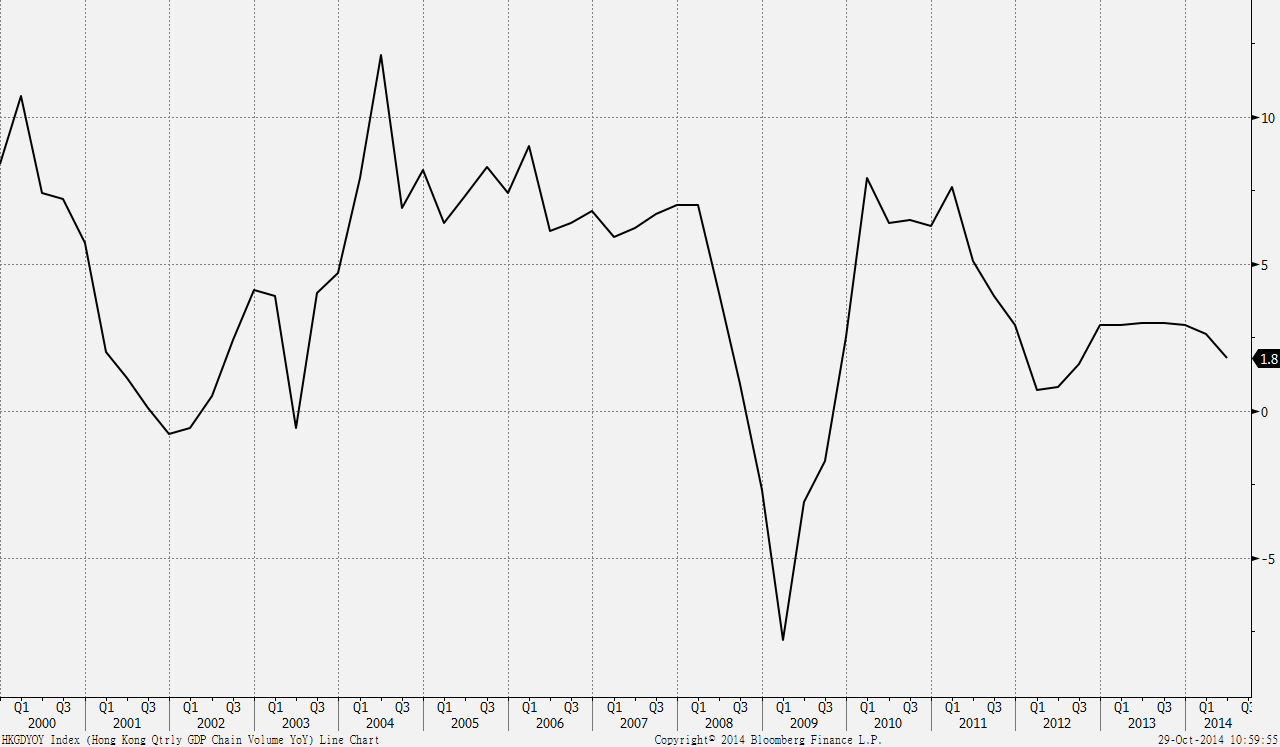 10
5
1.8
0
-5
Q1 Q3 Q1 Q3 Q1 Q3 Q1 Q3 Q1 Q3 Q1 Q3 Q1 Q3 Q1 Q3 Q1 Q3 Q1 Q3 Q1 Q3 Q1 Q3 Q1 Q3 Q1 Q3 Q1
2000 2001 2002 2003 2004 2005 2006 2007 2008 2009 2010 2011 2012 2013 2014
HKGDYOY Index (Hong Kong Qtrly GDP Chain Volume YoY) Line Chart Copyright© 2014 Bloomberg Finance L.P. 29-Oct-2014 10:59:55